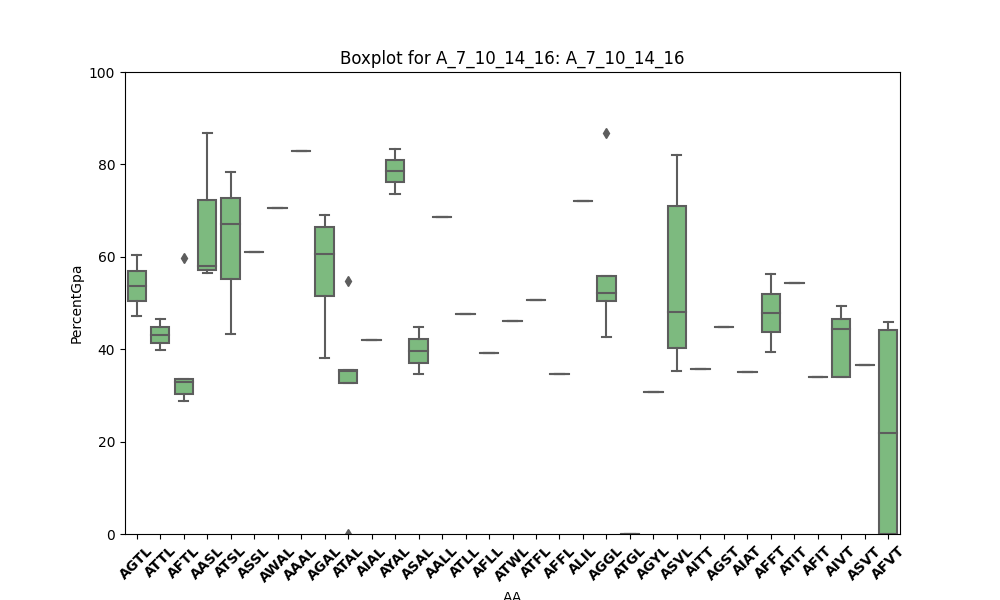 Boxplot for A_7_10_14_16: A_7_10_14_16
PercentGpa
100
80
60
40
20
0
AGTL ATTL AFTL AASL ATSL ASSL AWAL AAAL AGAL ATAL AIAL AYAL ASAL AALL ATLL AFLL ATWL ATFL AFFL ALIL AGGL ATGL AGYL ASVL AITT AGST AIAT AFFT ATIT AFIT AIVT ASVT AFVT
AA